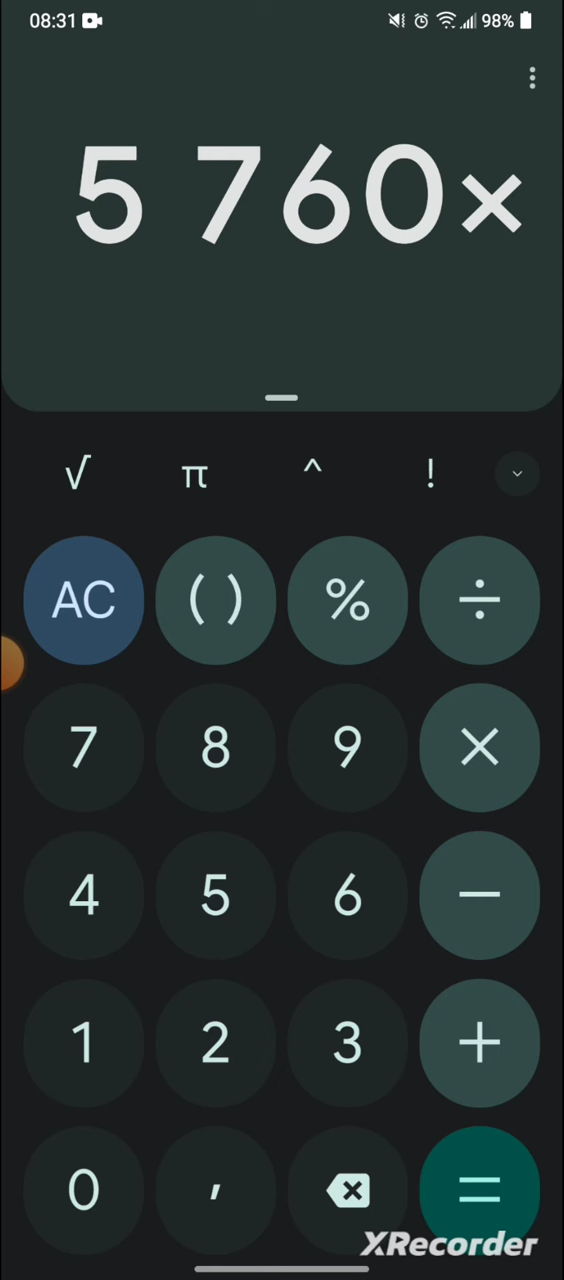 08:31 98%
5 760×
√ π ^ !
AC ( ) % ÷
7 8 9 ×
4 5 6 −
1 2 3 +
0 , =
XRecorder